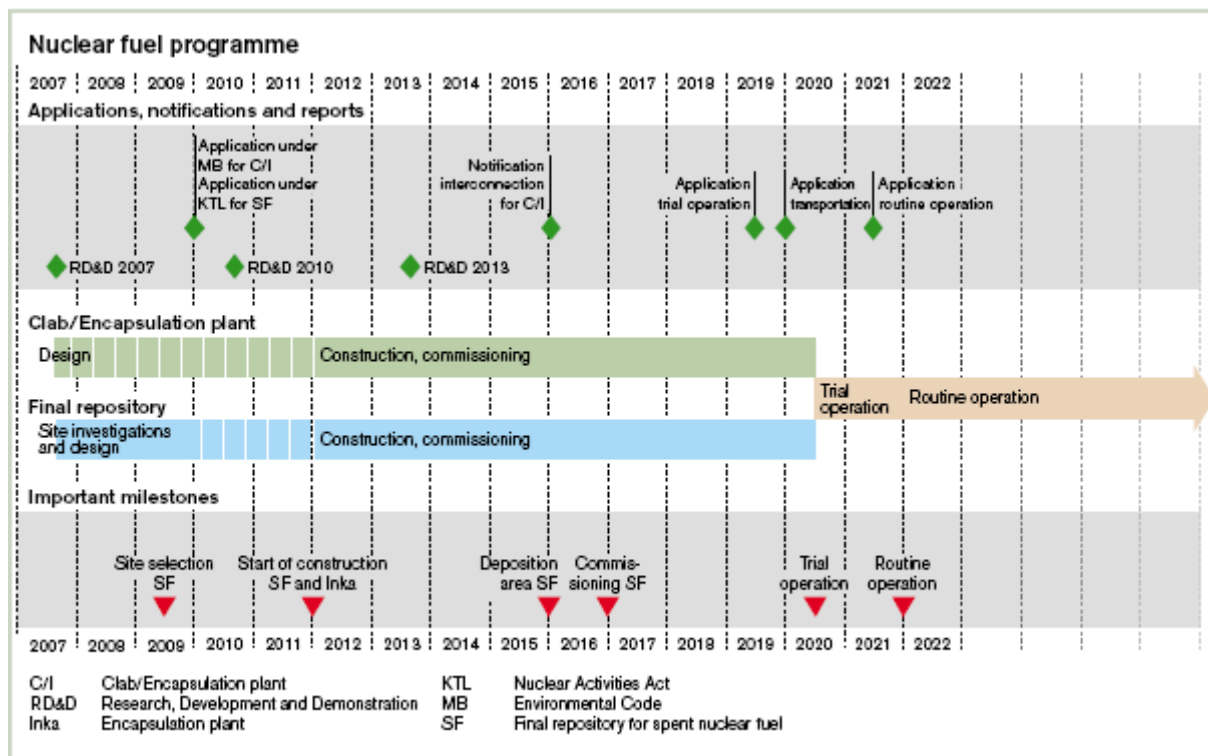 Nuclear fuel programme
2007 2008 2009 2010 2011 2012 2013 2014 2015 2016 2017 2018 2019 2020 2021 2022
Applications, notifications and reports
Application under
MB for C/I
Application under
KTL for SF
Notification
interconnection
for C/I
Application
trial operation
Application
transportation
Application
routine operation
RD&D 2007
RD&D 2010
RD&D 2013
Clab/Encapsulation plant
Design
Construction, commissioning
Trial
operation
Routine operation
Final repository
Site investigations
and design
Construction, commissioning
Important milestones
Site selection
SF
Start of construction
SF and Inka
Deposition
area SF
Commis-
sioning SF
Trial
operation
Routine
operation
2007 2008 2009 2010 2011 2012 2013 2014 2015 2016 2017 2018 2019 2020 2021 2022
C/I Clab/Encapsulation plant
RD&D Research, Development and Demonstration
Inka Encapsulation plant
KTL Nuclear Activities Act
MB Environmental Code
SF Final repository for spent nuclear fuel